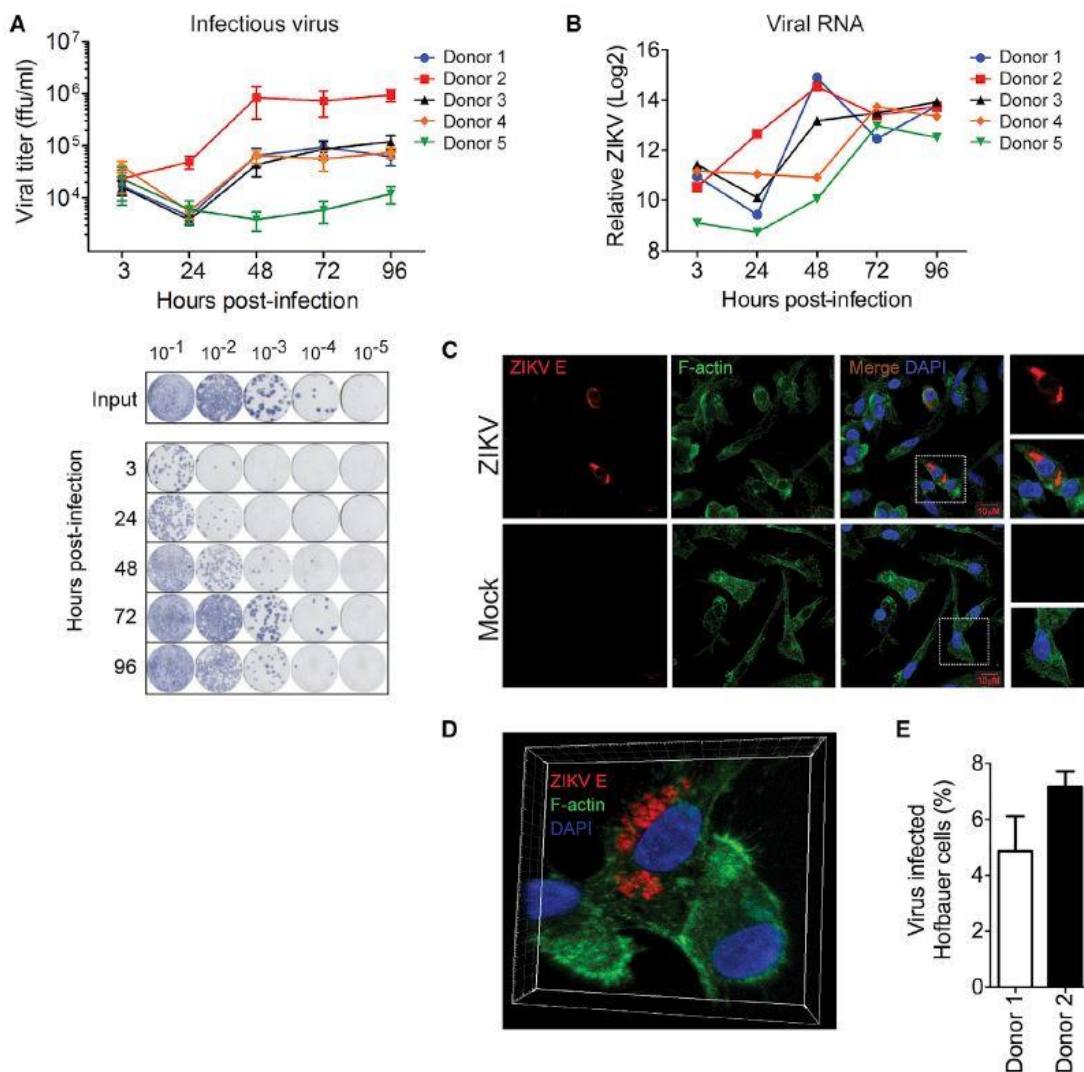 A
Infectious virus
Viral titer (ffu/ml)
10^7
10^6
10^5
10^4
3 24 48 72 96
Hours post-infection
Donor 1
Donor 2
Donor 3
Donor 4
Donor 5
B
Viral RNA
Relative ZIKV (Log2)
16
14
12
10
8
3 24 48 72 96
Hours post-infection
Donor 1
Donor 2
Donor 3
Donor 4
Donor 5
10^-1 10^-2 10^-3 10^-4 10^-5
Input
Hours post-infection
3
24
48
72
96
C
ZIKV E F-actin Merge DAPI
ZIKV
10µM
Mock
10µM
D
ZIKV E
F-actin
DAPI
E
Virus infected
Hofbauer cells (%)
8
6
4
2
0
Donor 1
Donor 2